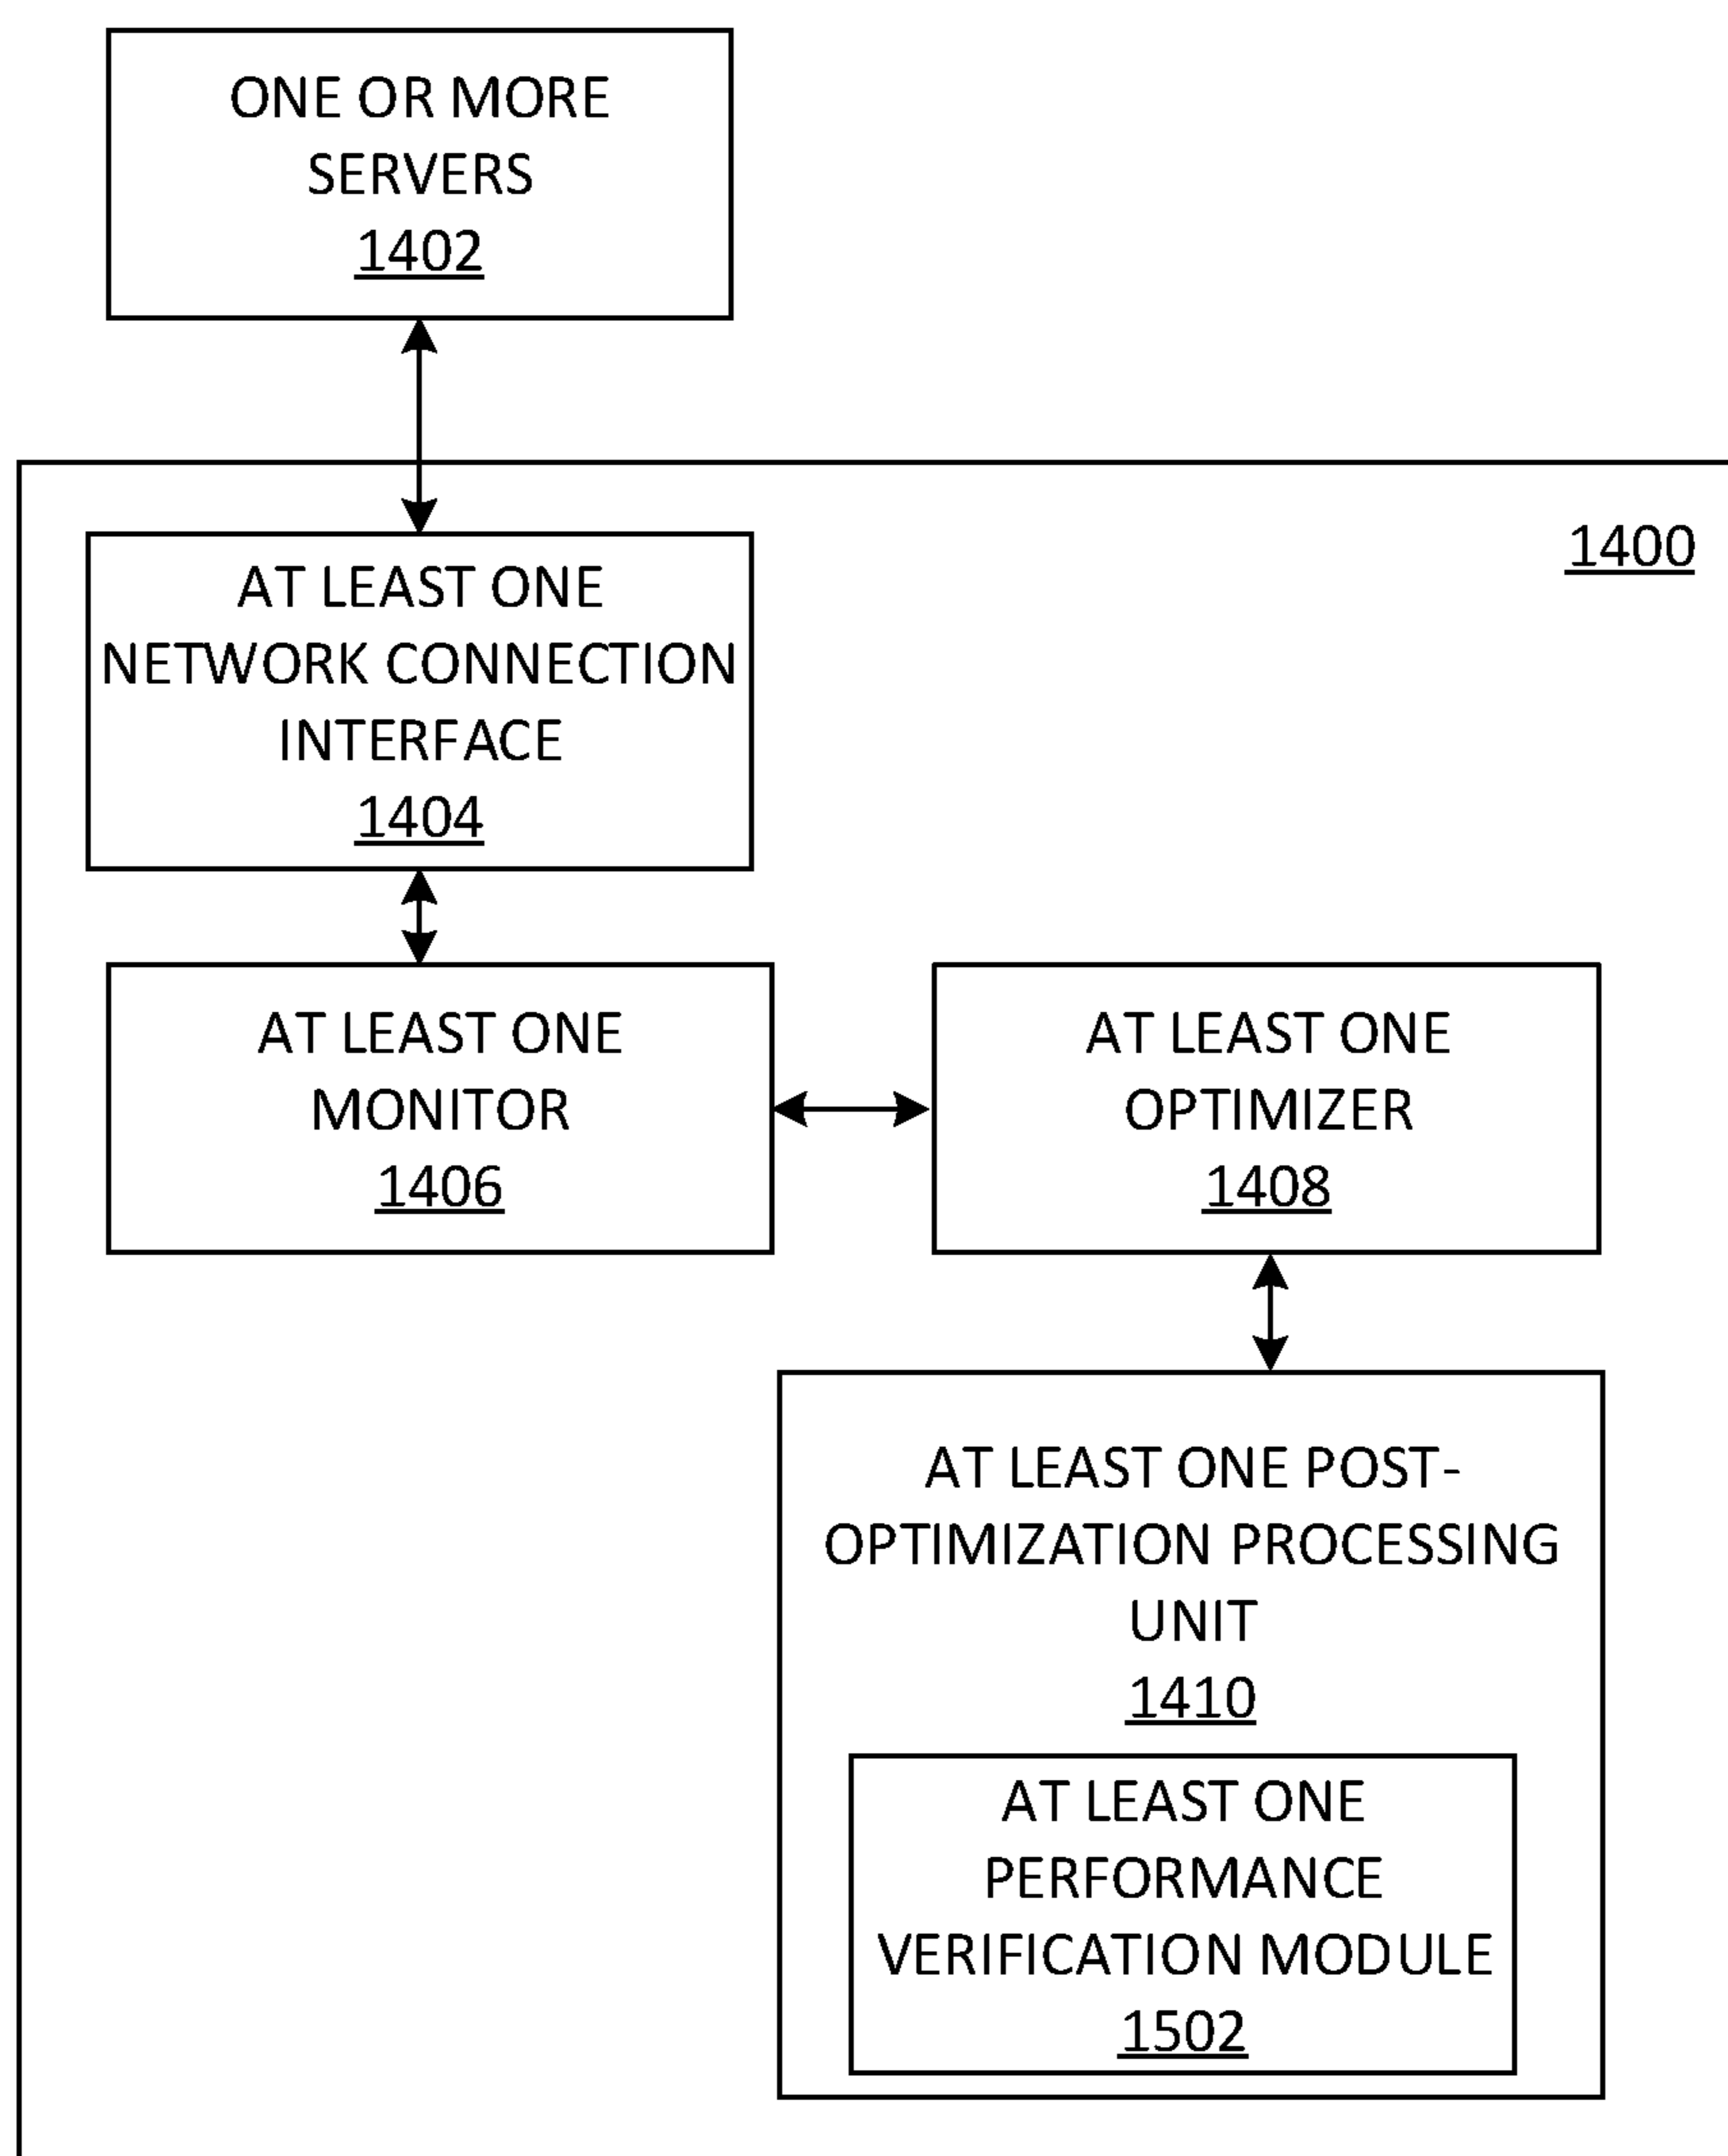 ONE OR MORE
SERVERS
1402
1400
AT LEAST ONE
NETWORK CONNECTION
INTERFACE
1404
AT LEAST ONE
MONITOR
1406
AT LEAST ONE
OPTIMIZER
1408
AT LEAST ONE POST-
OPTIMIZATION PROCESSING
UNIT
1410
AT LEAST ONE
PERFORMANCE
VERIFICATION MODULE
1502